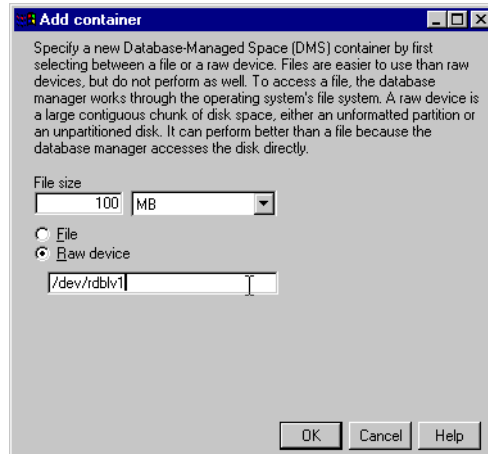 Add container
Specify a new Database-Managed Space (DMS) container by first
selecting between a file or a raw device. Files are easier to use than raw
devices, but do not perform as well. To access a file, the database
manager works through the operating system's file system. A raw device is
a large contiguous chunk of disk space, either an unformatted partition or
an unpartitioned disk. It can perform better than a file because the
database manager accesses the disk directly.
File size
100 MB
File
Raw device
/dev/rdblv1
OK Cancel Help